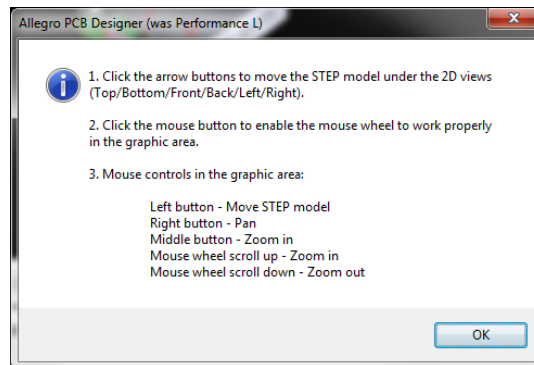 Allegro PCB Designer (was Performance L)
1. Click the arrow buttons to move the STEP model under the 2D views
(Top/Bottom/Front/Back/Left/Right).
2. Click the mouse button to enable the mouse wheel to work properly
in the graphic area.
3. Mouse controls in the graphic area:
Left button - Move STEP model
Right button - Pan
Middle button - Zoom in
Mouse wheel scroll up - Zoom in
Mouse wheel scroll down - Zoom out
OK